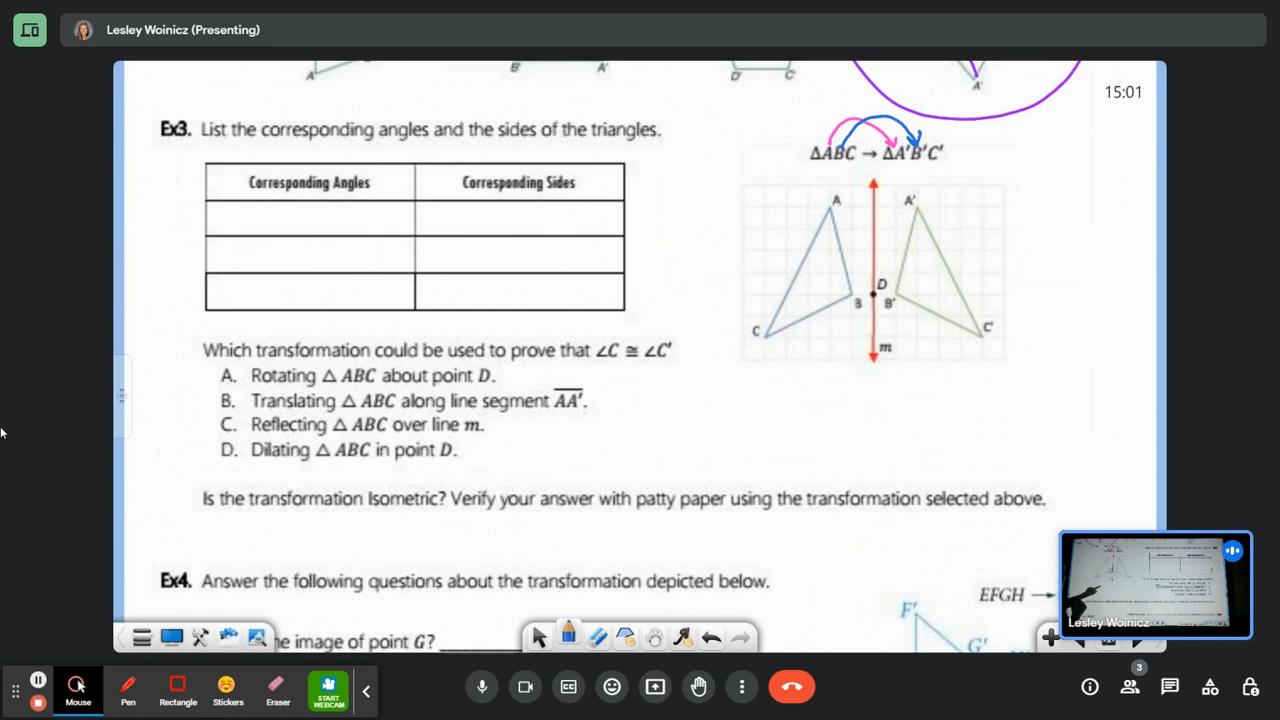 Lesley Woinicz (Presenting)
A
B'
A'
D'
C'
A'
15:01
Ex3. List the corresponding angles and the sides of the triangles.
ΔABC → ΔA'B'C'
Corresponding Angles
Corresponding Sides
A
A'
D
B
B'
C
C'
m
Which transformation could be used to prove that ∠C ≅ ∠C'
A. Rotating △ ABC about point D.
B. Translating △ ABC along line segment A̅A̅'̅.
C. Reflecting △ ABC over line m.
D. Dilating △ ABC in point D.
Is the transformation Isometric? Verify your answer with patty paper using the transformation selected above.
Ex4. Answer the following questions about the transformation depicted below.
EFGH →
F'
G'
he image of point G?
Lesley Woinicz
Mouse
Pen
Rectangle
Stickers
Eraser
START
WEBCAM
3